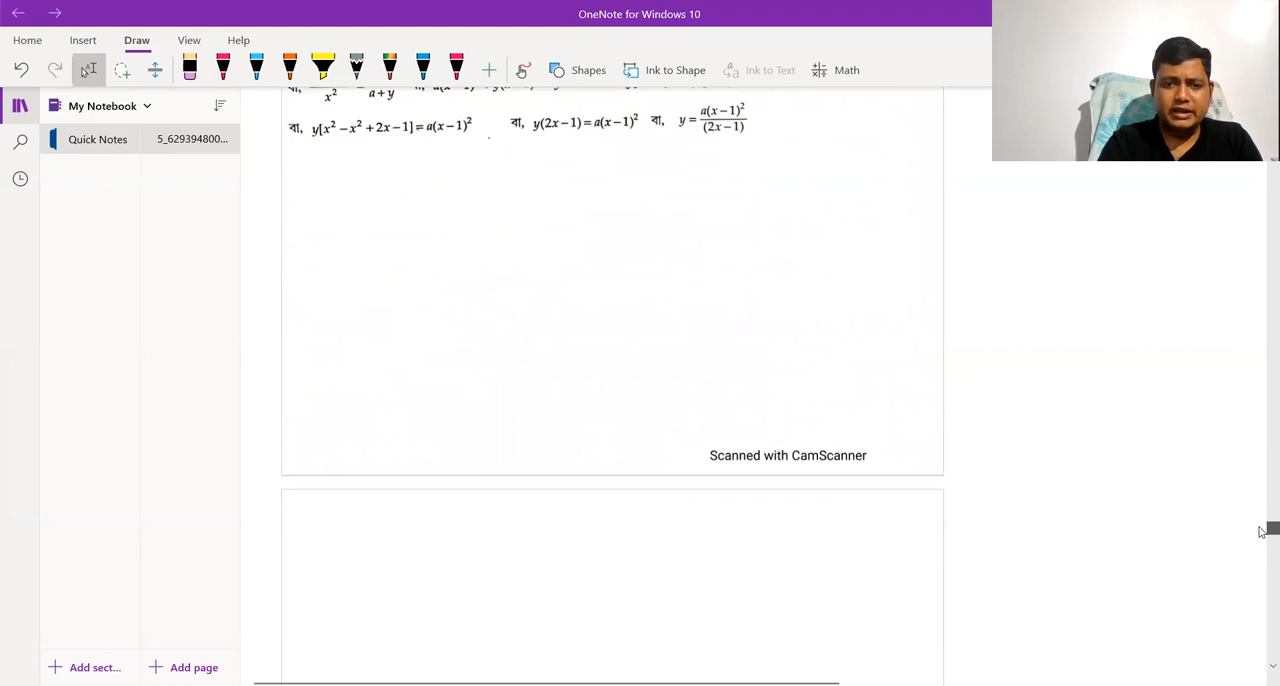 OneNote for Windows 10
Home Insert Draw View Help
Shapes Ink to Shape Ink to Text Math
My Notebook
Quick Notes 5_629394800...
x² a+y
বা, y[x² −x² +2x −1] = a(x−1)² বা, y(2x−1) = a(x−1)² বা, y = a(x−1)² / (2x−1)
Scanned with CamScanner
Add sect... Add page